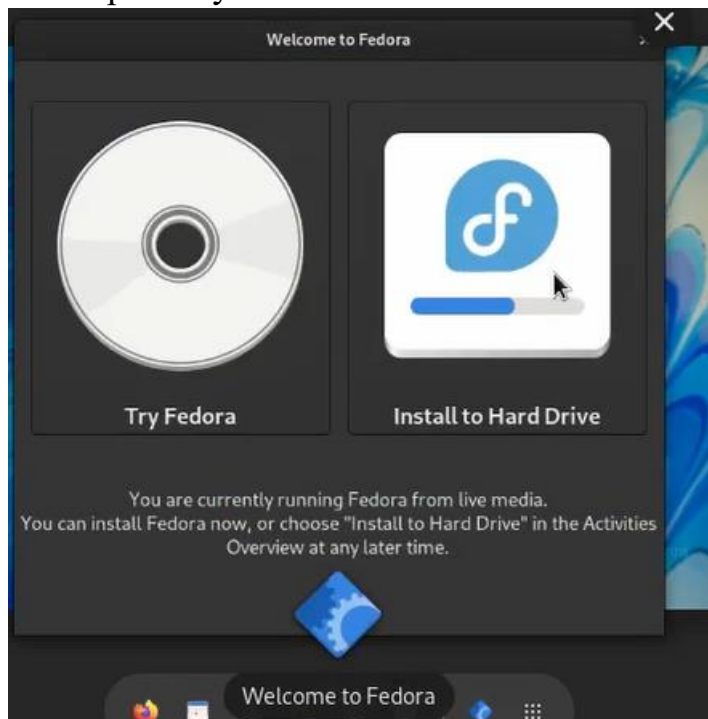 Welcome to Fedora
Try Fedora
Install to Hard Drive
You are currently running Fedora from live media.
You can install Fedora now, or choose "Install to Hard Drive" in the Activities
Overview at any later time.
Welcome to Fedora